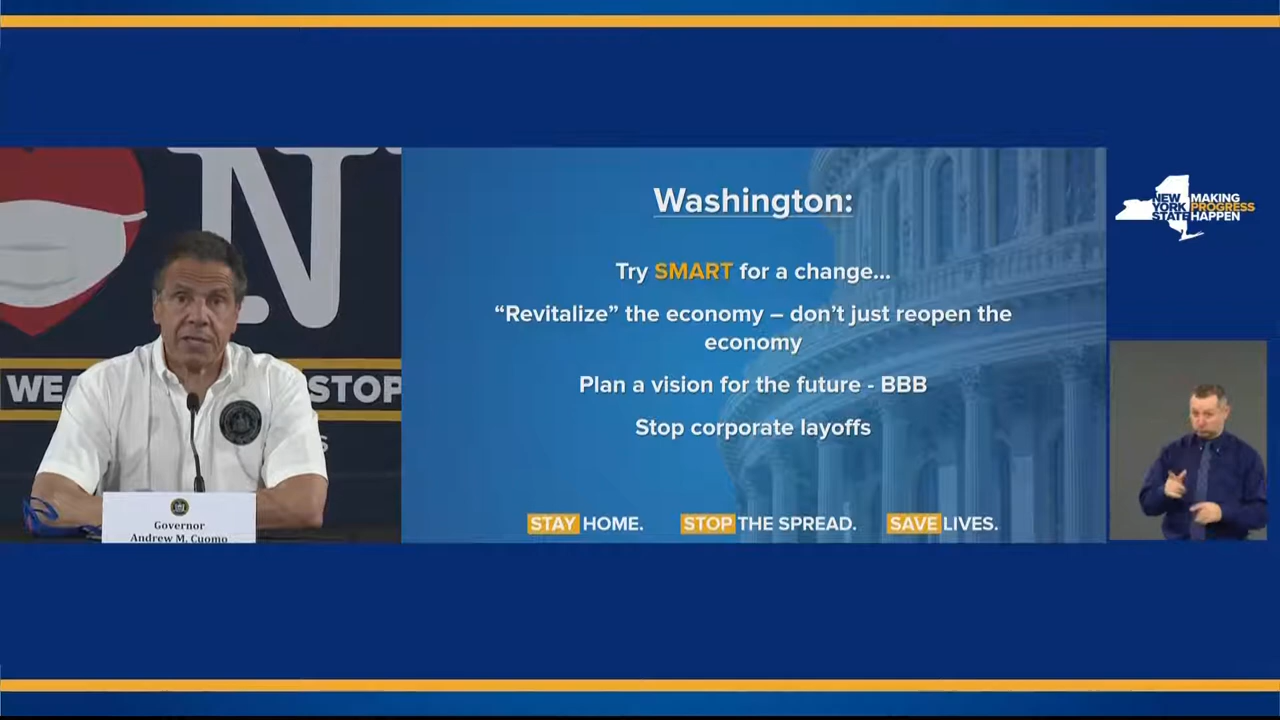 N
WEA
STOP
S
Governor
Andrew M. Cuomo
Washington:
Try SMART for a change...
“Revitalize” the economy – don’t just reopen the
economy
Plan a vision for the future - BBB
Stop corporate layoffs
STAY HOME. STOP THE SPREAD. SAVE LIVES.
NEW
YORK
STATE
MAKING
PROGRESS
HAPPEN